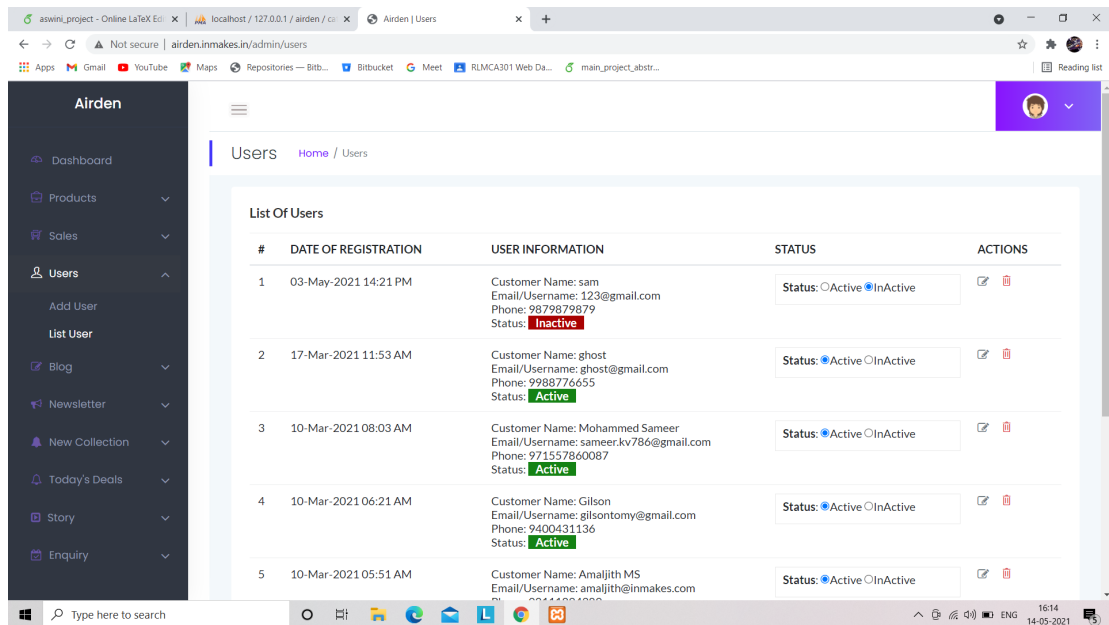 aswini_project - Online LaTeX Edi
localhost / 127.0.0.1 / airden / ca
Airden | Users
Not secure | airden.inmakes.in/admin/users
Apps
Gmail
YouTube
Maps
Repositories — Bitb...
Bitbucket
Meet
RLMCA301 Web Da...
main_project_abstr...
Reading list
Airden
Dashboard
Products
Sales
Users
Add User
List User
Blog
Newsletter
New Collection
Today's Deals
Story
Enquiry
Users Home / Users
List Of Users
# DATE OF REGISTRATION USER INFORMATION STATUS ACTIONS
1 03-May-2021 14:21 PM Customer Name: sam
Email/Username: 123@gmail.com
Phone: 9879879879
Status: Inactive
Status: Active InActive
2 17-Mar-2021 11:53 AM Customer Name: ghost
Email/Username: ghost@gmail.com
Phone: 9988776655
Status: Active
Status: Active InActive
3 10-Mar-2021 08:03 AM Customer Name: Mohammed Sameer
Email/Username: sameer.kv786@gmail.com
Phone: 971557860087
Status: Active
Status: Active InActive
4 10-Mar-2021 06:21 AM Customer Name: Gilson
Email/Username: gilsontomy@gmail.com
Phone: 9400431136
Status: Active
Status: Active InActive
5 10-Mar-2021 05:51 AM Customer Name: Amaljith MS
Email/Username: amaljith@inmakes.com
Status: Active InActive
Type here to search
L
ENG
16:14
14-05-2021
5